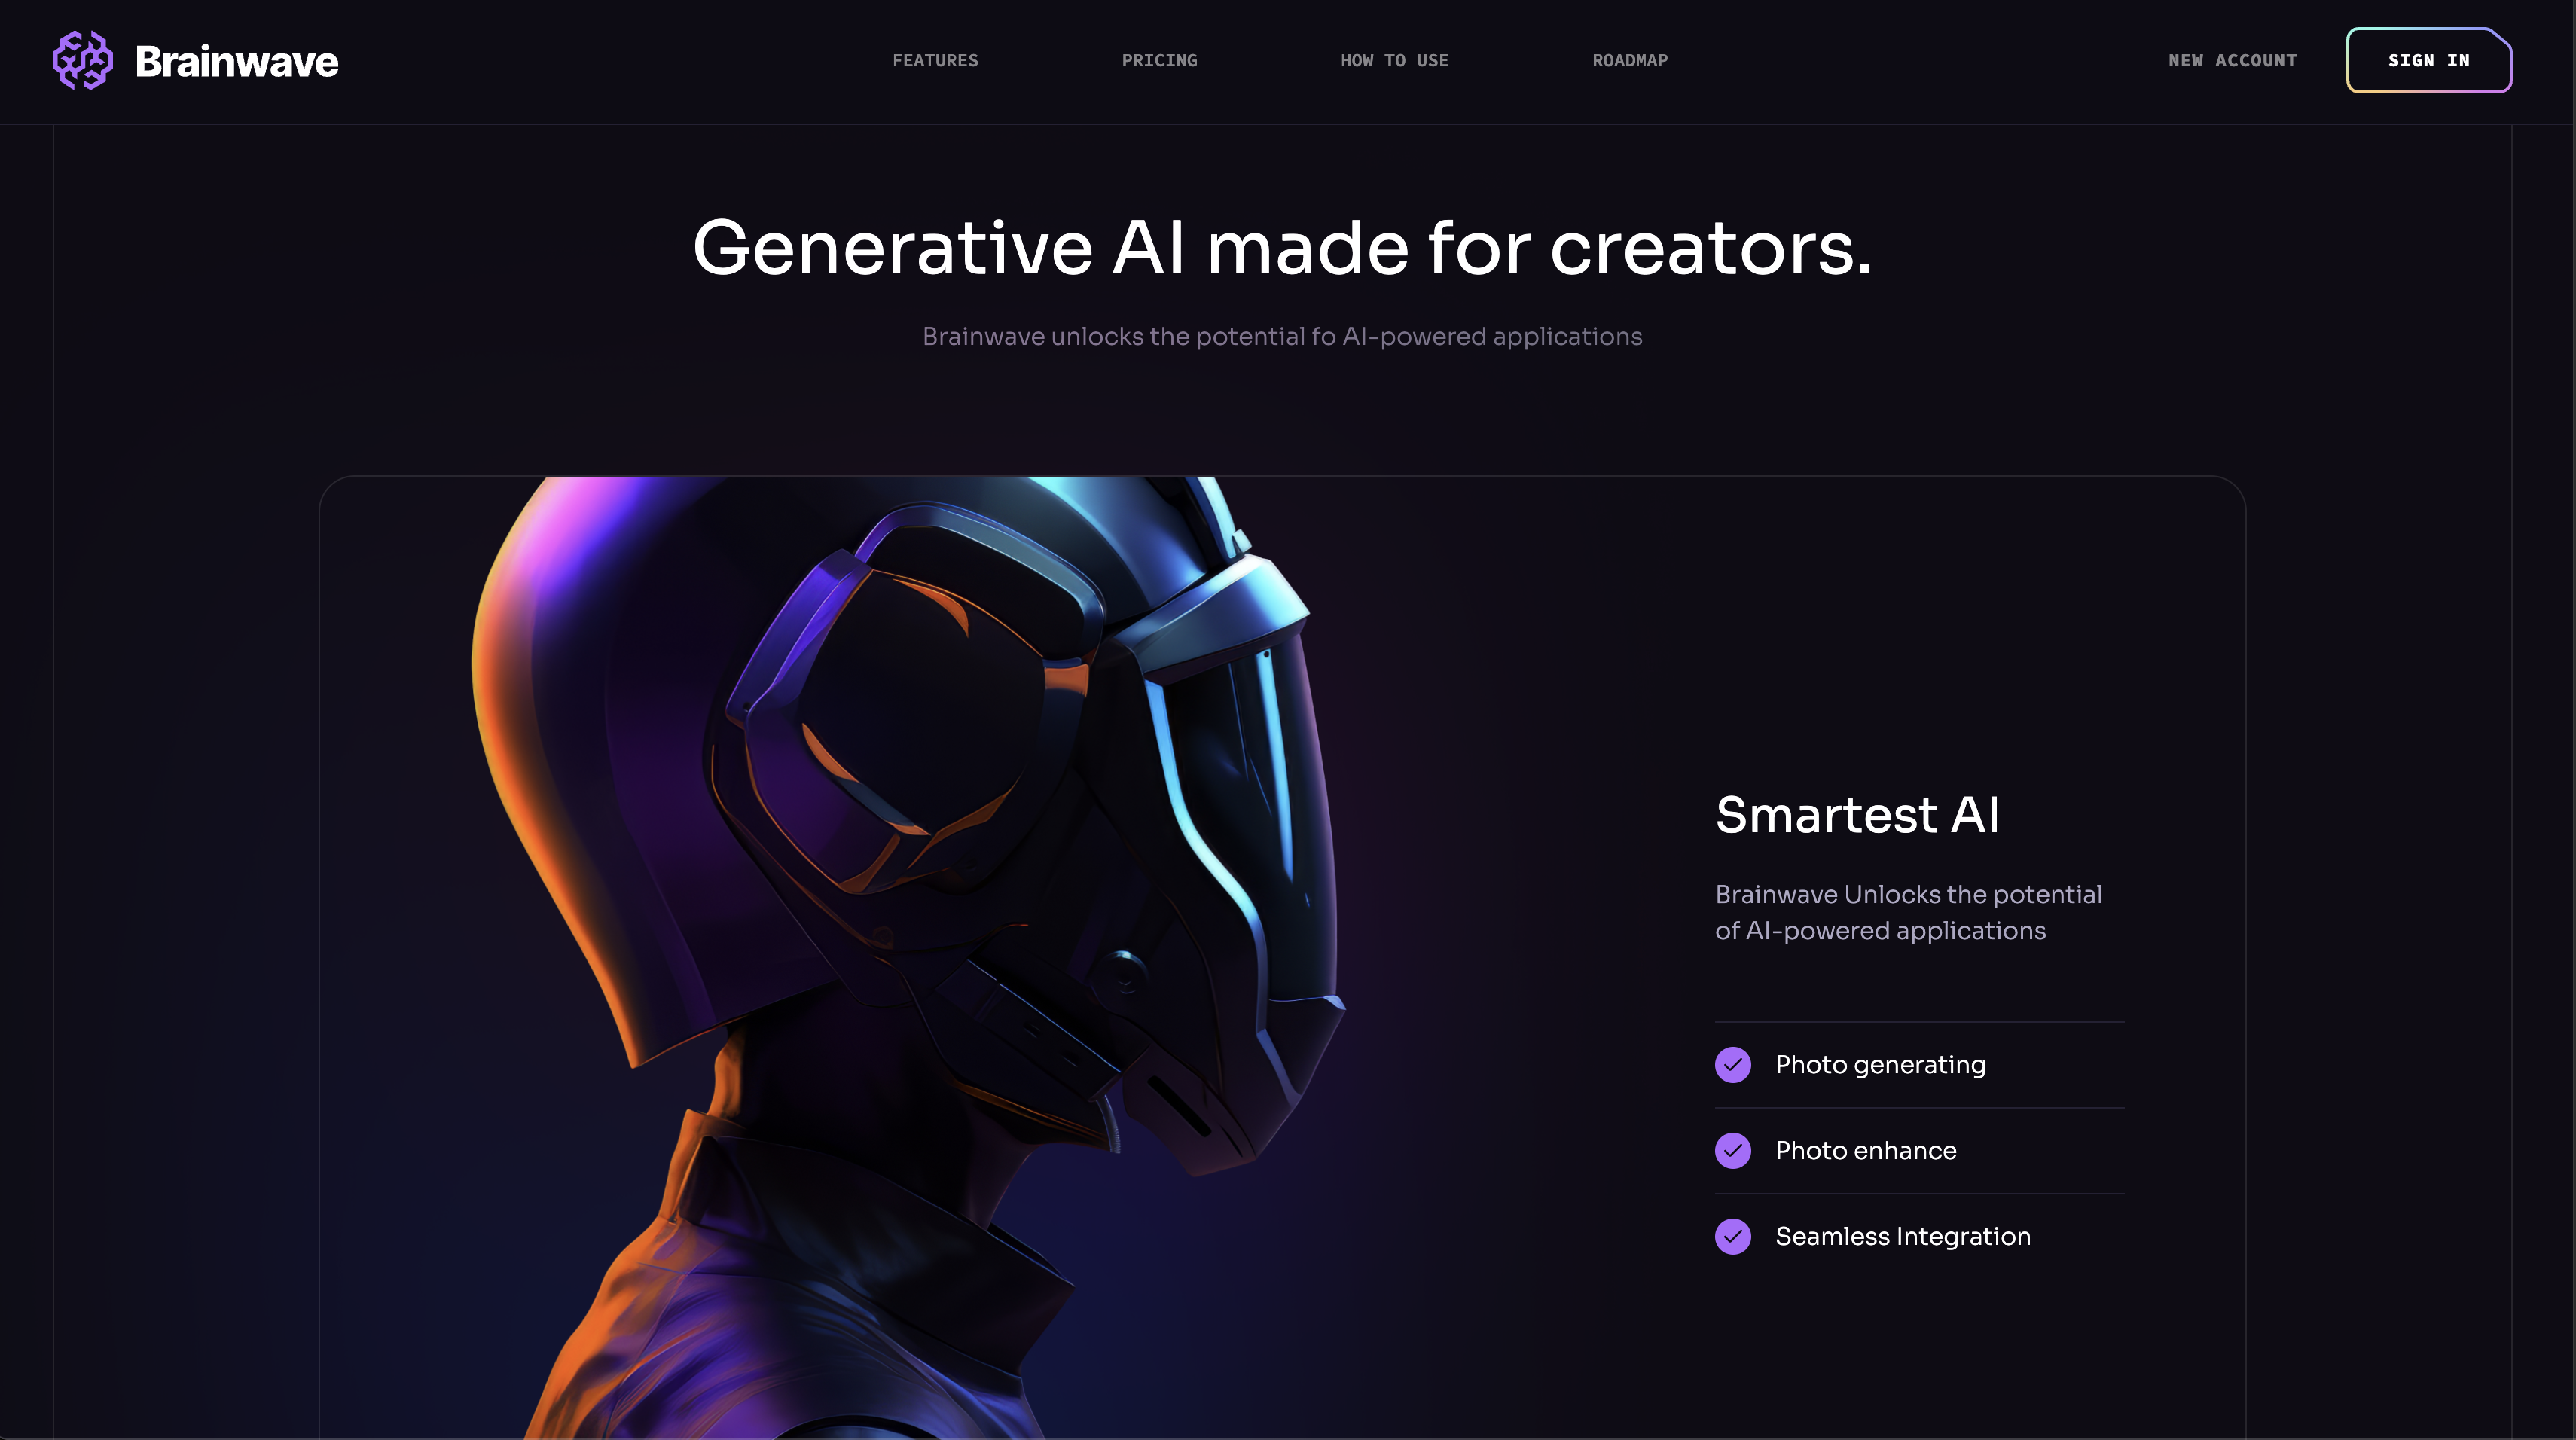 Brainwave
FEATURES
PRICING
HOW TO USE
ROADMAP
NEW ACCOUNT
SIGN IN
Generative AI made for creators.
Brainwave unlocks the potential fo AI-powered applications
Smartest AI
Brainwave Unlocks the potential
of AI-powered applications
Photo generating
Photo enhance
Seamless Integration